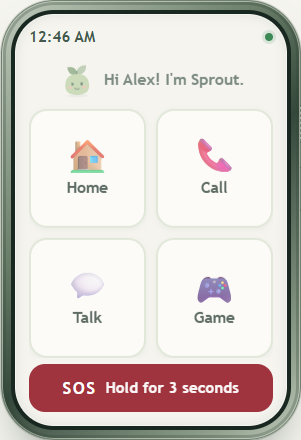 12:46 AM
Hi Alex! I'm Sprout.
Home
Call
Talk
Game
SOS Hold for 3 seconds